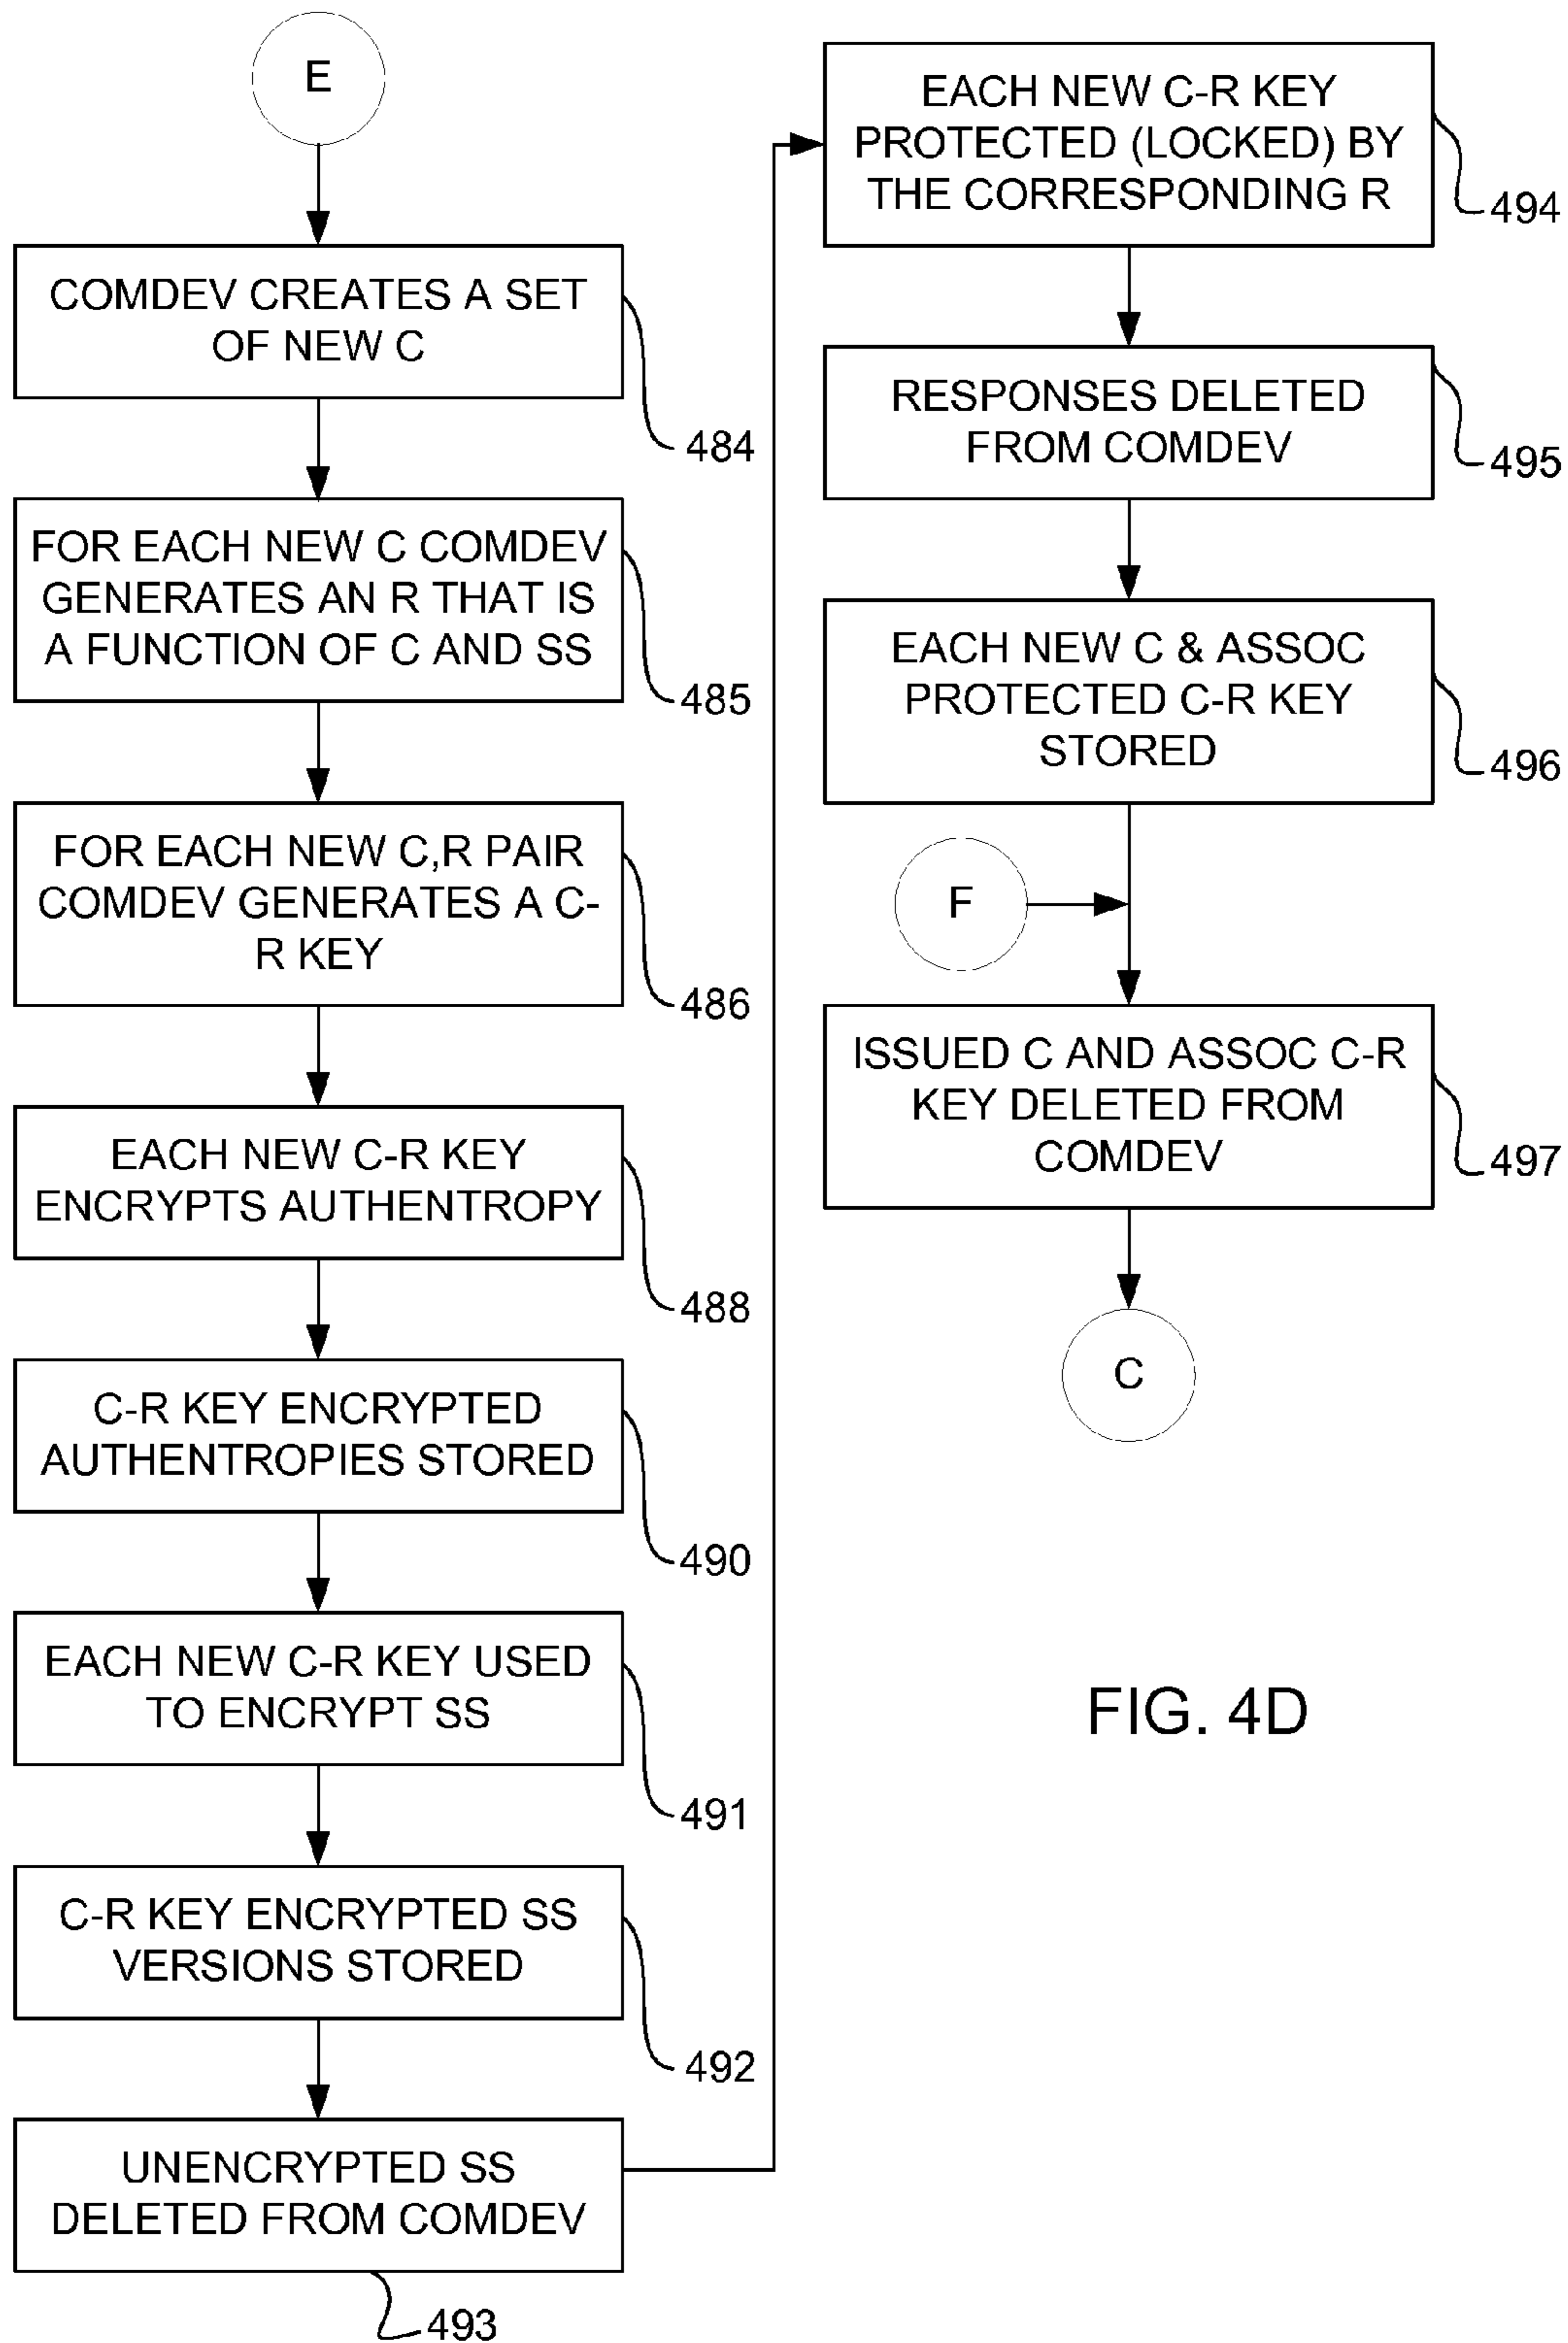 E
COMDEV CREATES A SET
OF NEW C
484
FOR EACH NEW C COMDEV
GENERATES AN R THAT IS
A FUNCTION OF C AND SS
485
FOR EACH NEW C,R PAIR
COMDEV GENERATES A C-
R KEY
486
EACH NEW C-R KEY
ENCRYPTS AUTHENTROPY
488
C-R KEY ENCRYPTED
AUTHENTROPIES STORED
490
EACH NEW C-R KEY USED
TO ENCRYPT SS
491
C-R KEY ENCRYPTED SS
VERSIONS STORED
492
UNENCRYPTED SS
DELETED FROM COMDEV
493
EACH NEW C-R KEY
PROTECTED (LOCKED) BY
THE CORRESPONDING R
494
RESPONSES DELETED
FROM COMDEV
495
EACH NEW C & ASSOC
PROTECTED C-R KEY
STORED
496
F
ISSUED C AND ASSOC C-R
KEY DELETED FROM
COMDEV
497
C
FIG. 4D